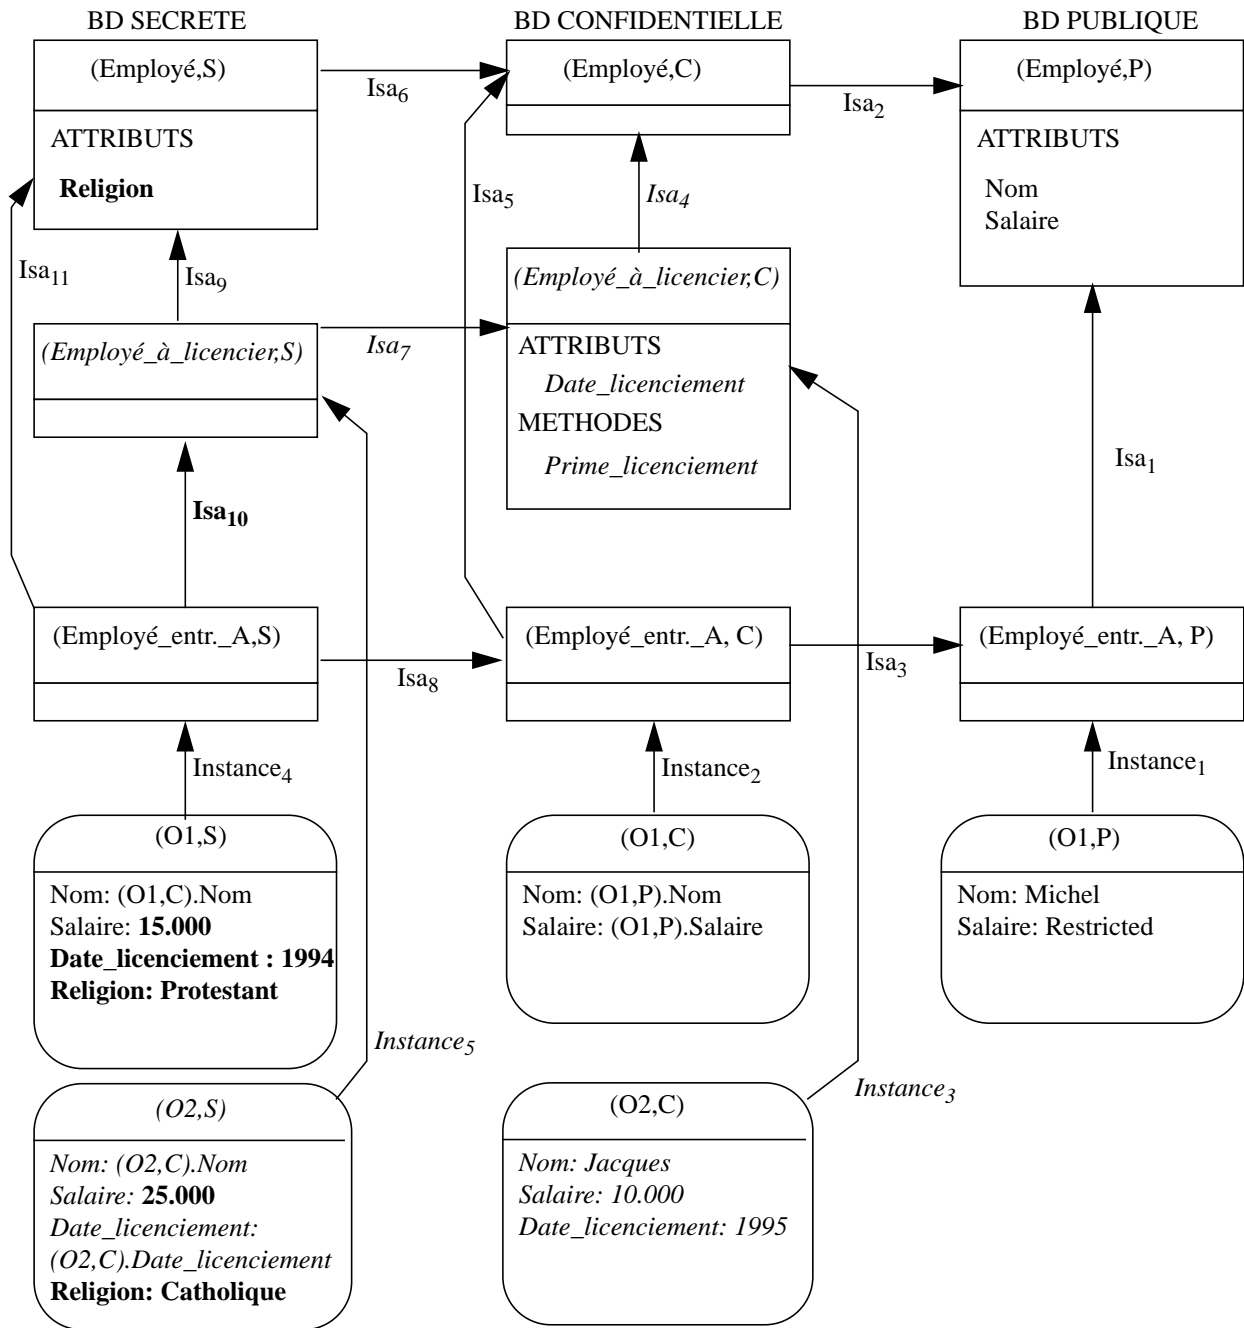 BD SECRETE
BD CONFIDENTIELLE
BD PUBLIQUE
(Employé,S)
ATTRIBUTS
Religion
Isa6
(Employé,C)
Isa2
(Employé,P)
ATTRIBUTS
Nom
Salaire
Isa11
Isa9
Isa5
Isa4
(Employé_à_licencier,S)
Isa7
(Employé_à_licencier,C)
ATTRIBUTS
Date_licenciement
METHODES
Prime_licenciement
Isa1
Isa10
(Employé_entr._A,S)
Isa8
(Employé_entr._A, C)
Isa3
(Employé_entr._A, P)
Instance4
Instance2
Instance1
(O1,S)
Nom: (O1,C).Nom
Salaire: 15.000
Date_licenciement : 1994
Religion: Protestant
(O1,C)
Nom: (O1,P).Nom
Salaire: (O1,P).Salaire
(O1,P)
Nom: Michel
Salaire: Restricted
Instance5
Instance3
(O2,S)
Nom: (O2,C).Nom
Salaire: 25.000
Date_licenciement:
(O2,C).Date_licenciement
Religion: Catholique
(O2,C)
Nom: Jacques
Salaire: 10.000
Date_licenciement: 1995